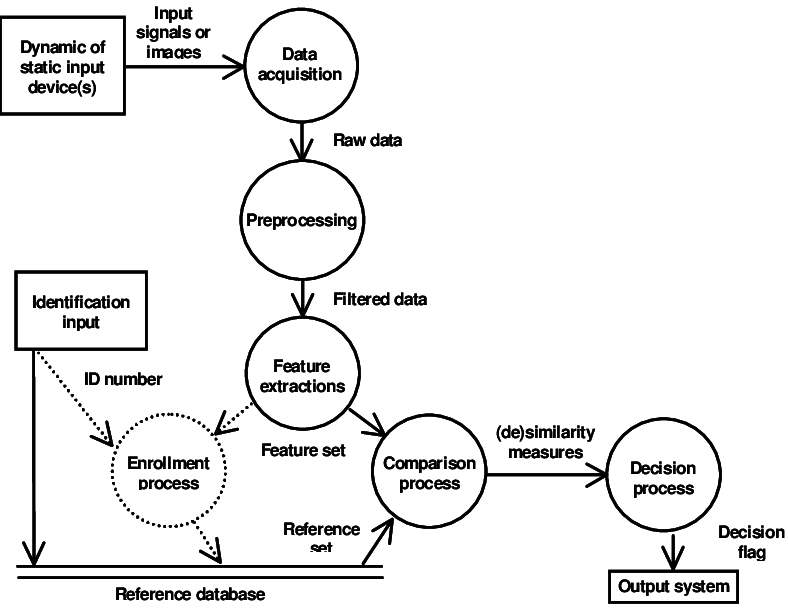 Dynamic of
static input
device(s)
Input
signals or
images
Data
acquisition
Raw data
Preprocessing
Filtered data
Identification
input
ID number
Feature
extractions
Feature set
Enrollment
process
Comparison
process
(de)similarity
measures
Decision
process
Reference
set
Decision
flag
Reference database
Output system